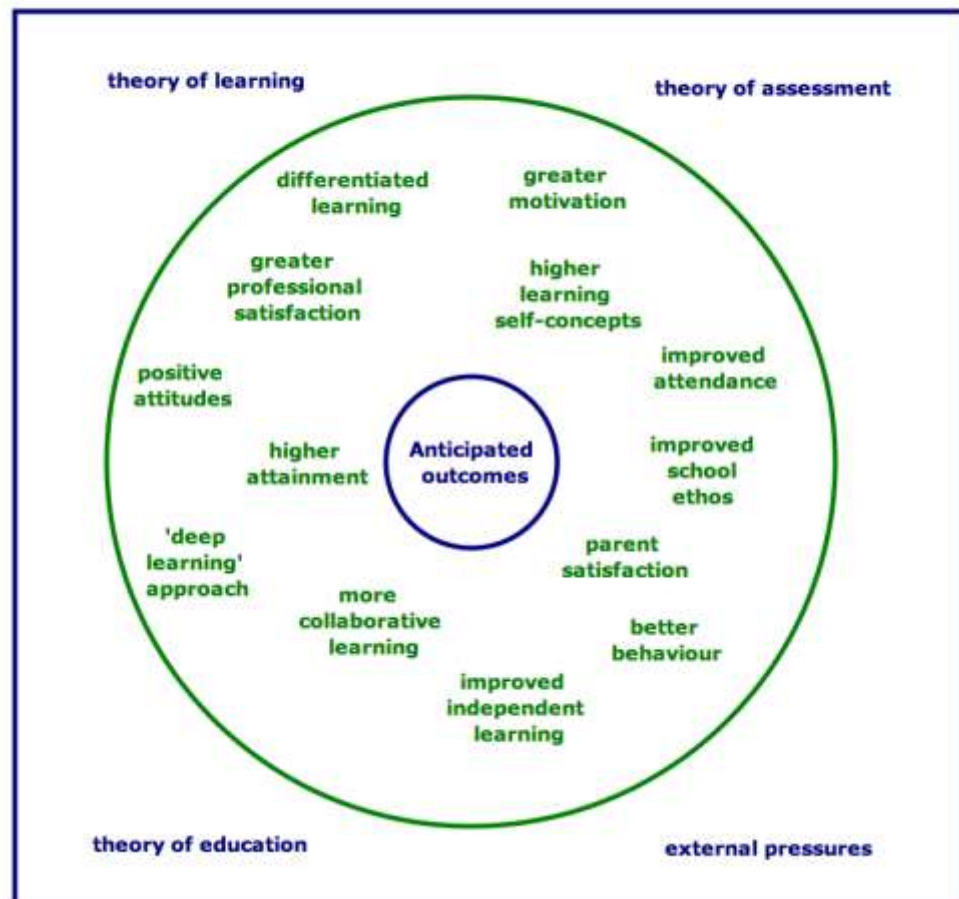 theory of learning
theory of assessment
differentiated
learning
greater
motivation
greater
professional
satisfaction
higher
learning
self-concepts
positive
attitudes
improved
attendance
higher
attainment
Anticipated
outcomes
improved
school
ethos
'deep
learning'
approach
parent
satisfaction
more
collaborative
learning
better
behaviour
improved
independent
learning
theory of education
external pressures